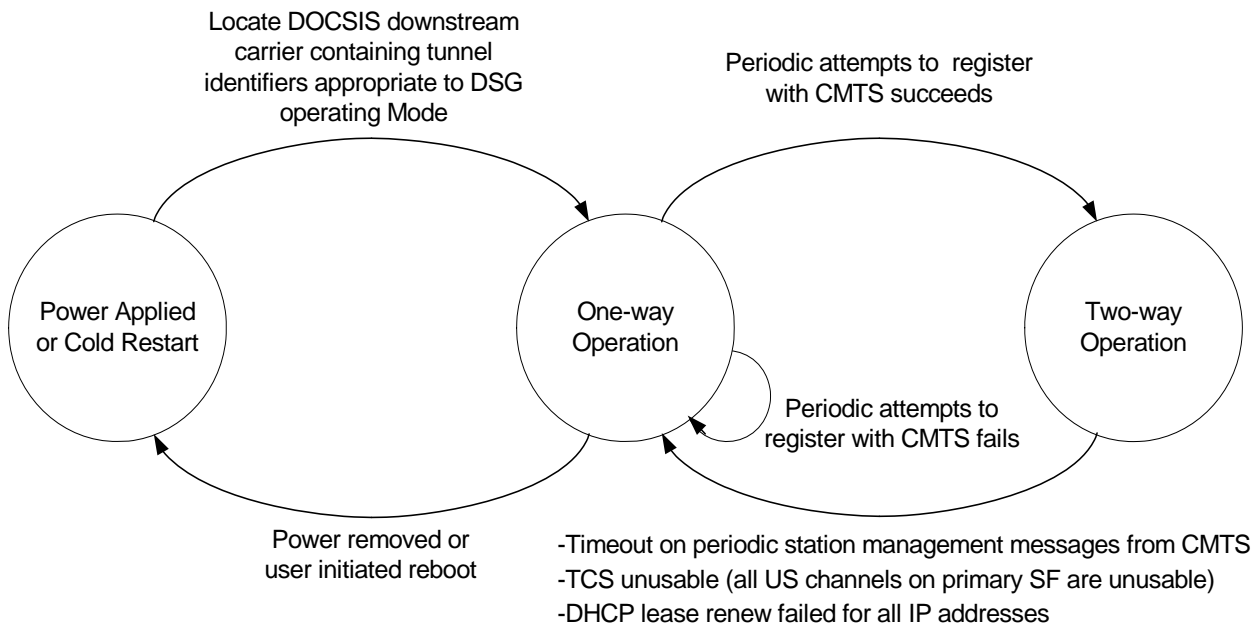 Locate DOCSIS downstream
carrier containing tunnel
identifiers appropriate to DSG
operating Mode
Periodic attempts to register
with CMTS succeeds
Power Applied
or Cold Restart
One-way
Operation
Two-way
Operation
Periodic attempts to
register with CMTS fails
Power removed or
user initiated reboot
-Timeout on periodic station management messages from CMTS
-TCS unusable (all US channels on primary SF are unusable)
-DHCP lease renew failed for all IP addresses